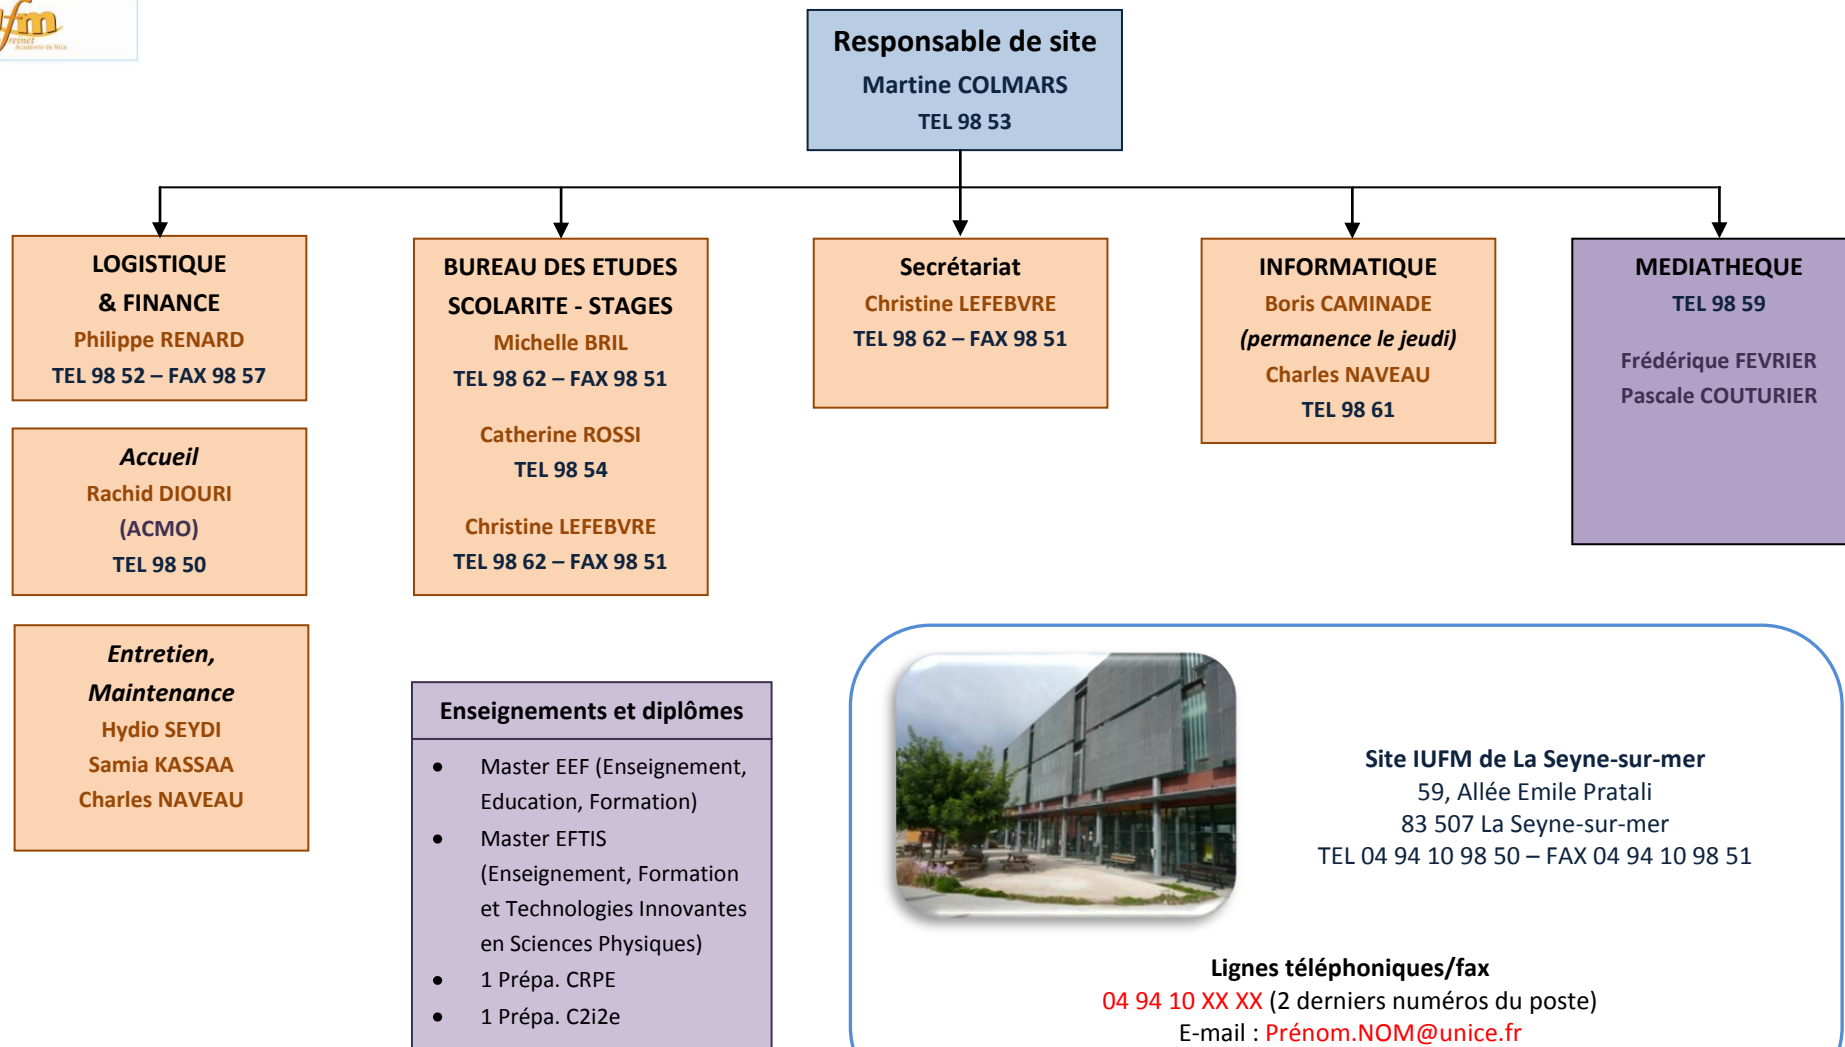 fm
Académie de Nice
Responsable de site
Martine COLMARS
TEL 98 53
LOGISTIQUE
& FINANCE
Philippe RENARD
TEL 98 52 – FAX 98 57
Accueil
Rachid DIOURI
(ACMO)
TEL 98 50
Entretien,
Maintenance
Hydio SEYDI
Samia KASSAA
Charles NAVEAU
BUREAU DES ETUDES
SCOLARITE - STAGES
Michelle BRIL
TEL 98 62 – FAX 98 51
Catherine ROSSI
TEL 98 54
Christine LEFEBVRE
TEL 98 62 – FAX 98 51
Secrétariat
Christine LEFEBVRE
TEL 98 62 – FAX 98 51
INFORMATIQUE
Boris CAMINADE
(permanence le jeudi)
Charles NAVEAU
TEL 98 61
MEDIATHEQUE
TEL 98 59
Frédérique FEVRIER
Pascale COUTURIER
Enseignements et diplômes
• Master EEF (Enseignement,
Education, Formation)
• Master EFTIS
(Enseignement, Formation
et Technologies Innovantes
en Sciences Physiques)
• 1 Prépa. CRPE
• 1 Prépa. C2i2e
Site IUFM de La Seyne-sur-mer
59, Allée Emile Pratali
83 507 La Seyne-sur-mer
TEL 04 94 10 98 50 – FAX 04 94 10 98 51
Lignes téléphoniques/fax
04 94 10 XX XX (2 derniers numéros du poste)
E-mail : Prénom.NOM@unice.fr